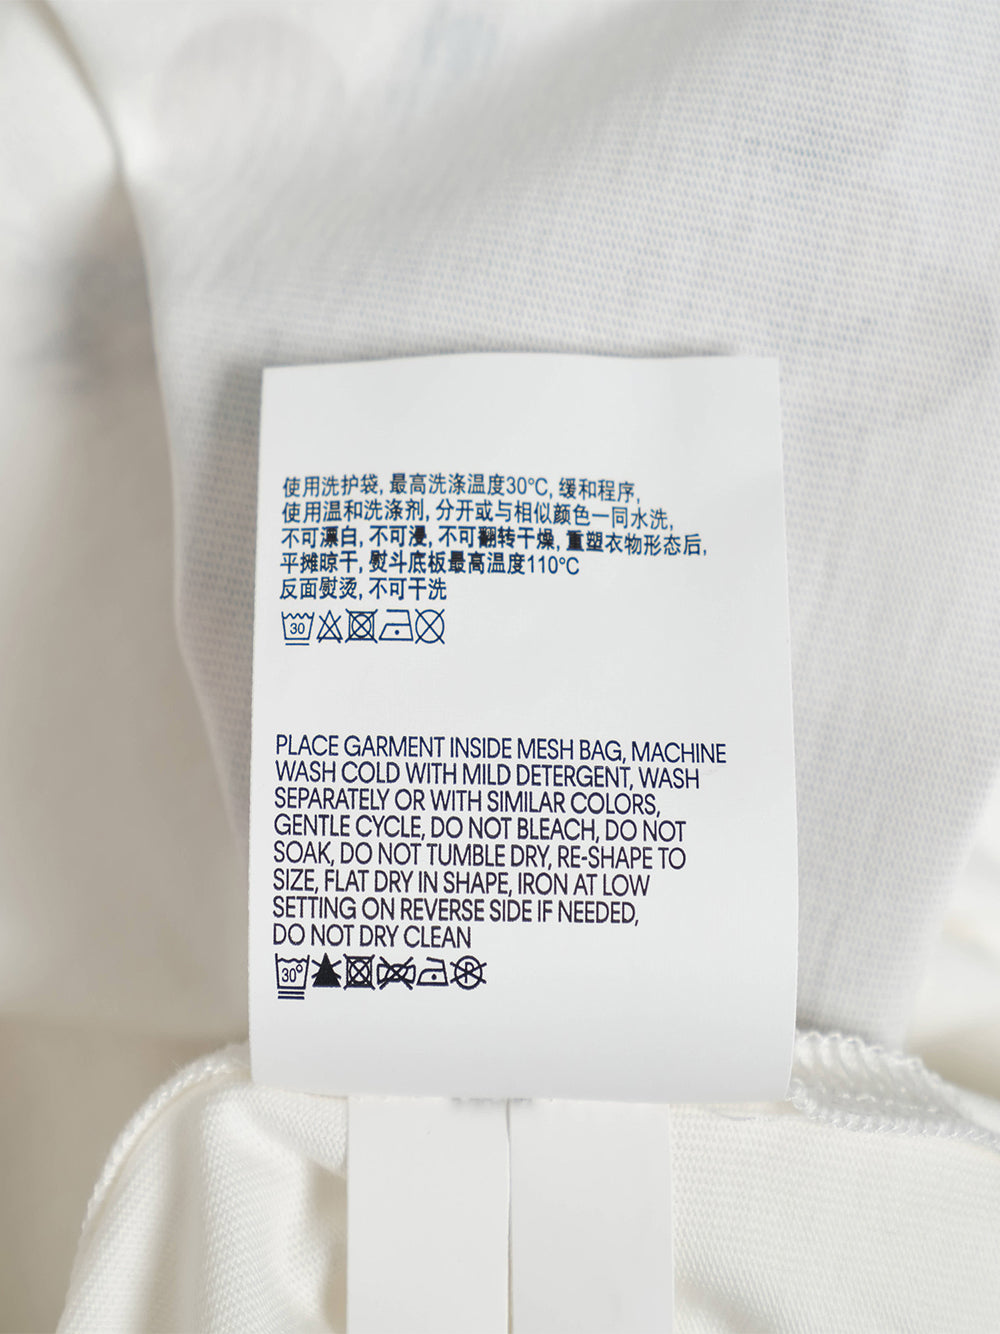 使用洗护袋, 最高洗涤温度30°C, 缓和程序,
使用温和洗涤剂, 分开或与相似颜色一同水洗,
不可漂白, 不可浸, 不可翻转干燥, 重塑衣物形态后,
平摊晾干, 熨斗底板最高温度110°C
反面熨烫, 不可干洗
30
PLACE GARMENT INSIDE MESH BAG, MACHINE
WASH COLD WITH MILD DETERGENT, WASH
SEPARATELY OR WITH SIMILAR COLORS,
GENTLE CYCLE, DO NOT BLEACH, DO NOT
SOAK, DO NOT TUMBLE DRY, RE-SHAPE TO
SIZE, FLAT DRY IN SHAPE, IRON AT LOW
SETTING ON REVERSE SIDE IF NEEDED,
DO NOT DRY CLEAN
30° P